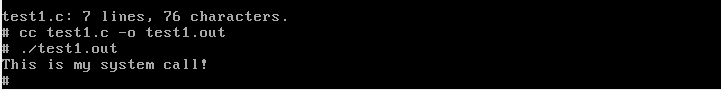 test1.c: 7 lines, 76 characters.
# cc test1.c -o test1.out
# ./test1.out
This is my system call!
#